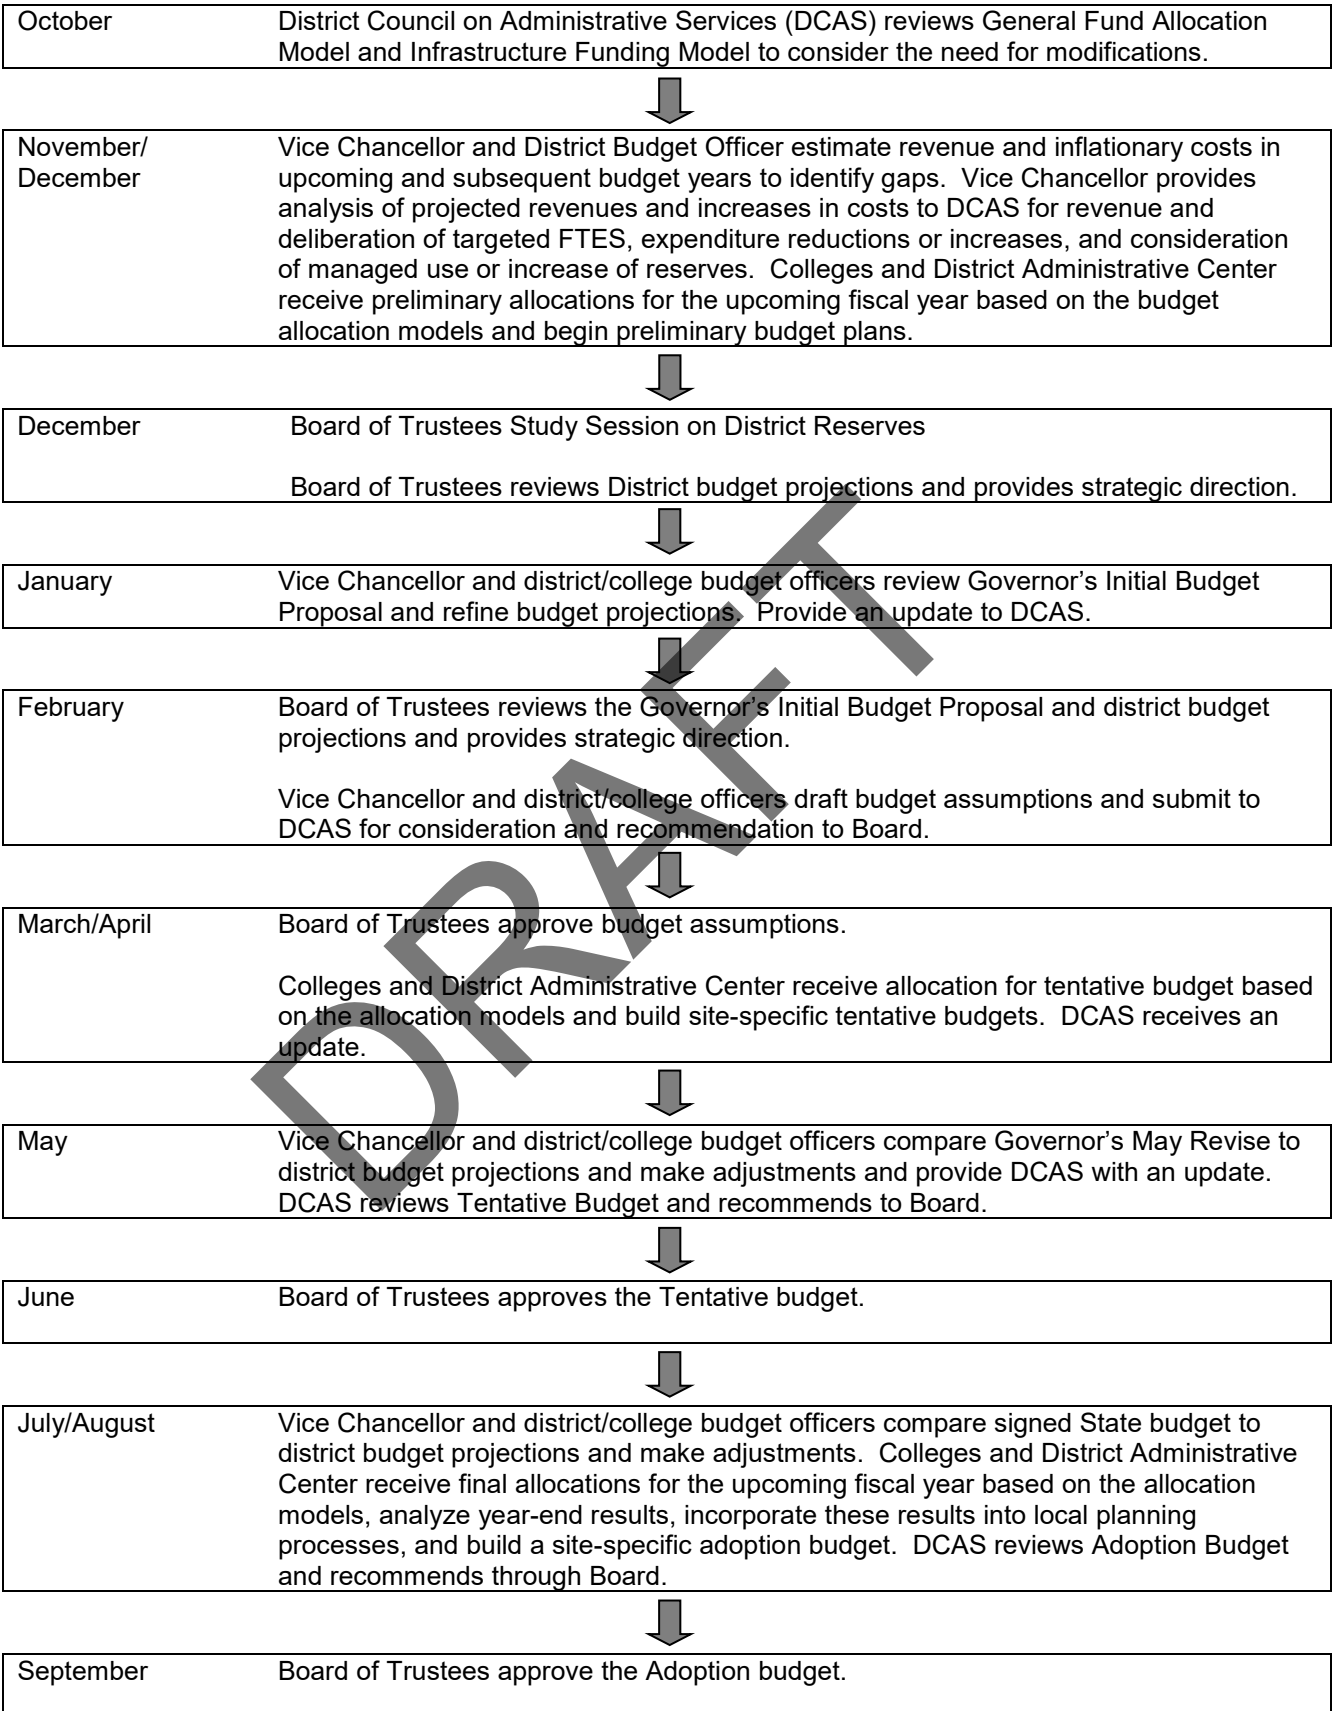 October District Council on Administrative Services (DCAS) reviews General Fund Allocation
Model and Infrastructure Funding Model to consider the need for modifications.
November/ Vice Chancellor and District Budget Officer estimate revenue and inflationary costs in
December upcoming and subsequent budget years to identify gaps. Vice Chancellor provides
analysis of projected revenues and increases in costs to DCAS for revenue and
deliberation of targeted FTES, expenditure reductions or increases, and consideration
of managed use or increase of reserves. Colleges and District Administrative Center
receive preliminary allocations for the upcoming fiscal year based on the budget
allocation models and begin preliminary budget plans.
December Board of Trustees Study Session on District Reserves
Board of Trustees reviews District budget projections and provides strategic direction.
January Vice Chancellor and district/college budget officers review Governor's Initial Budget
Proposal and refine budget projections. Provide an update to DCAS.
February Board of Trustees reviews the Governor's Initial Budget Proposal and district budget
projections and provides strategic direction.
Vice Chancellor and district/college officers draft budget assumptions and submit to
DCAS for consideration and recommendation to Board.
March/April Board of Trustees approve budget assumptions.
Colleges and District Administrative Center receive allocation for tentative budget based
on the allocation models and build site-specific tentative budgets. DCAS receives an
update.
May Vice Chancellor and district/college budget officers compare Governor's May Revise to
district budget projections and make adjustments and provide DCAS with an update.
DCAS reviews Tentative Budget and recommends to Board.
June Board of Trustees approves the Tentative budget.
July/August Vice Chancellor and district/college budget officers compare signed State budget to
district budget projections and make adjustments. Colleges and District Administrative
Center receive final allocations for the upcoming fiscal year based on the allocation
models, analyze year-end results, incorporate these results into local planning
processes, and build a site-specific adoption budget. DCAS reviews Adoption Budget
and recommends through Board.
September Board of Trustees approve the Adoption budget.
DRAFT